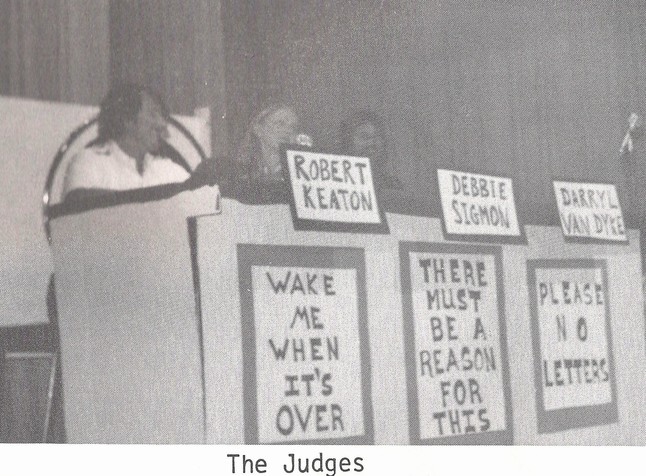 ROBERT
KEATON
DEBBIE
SIGMON
DARRYL
VAN DYKE
WAKE
ME
WHEN
IT'S
OVER
THERE
MUST
BE A
REASON
FOR
THIS
PLEASE
NO
LETTERS
The Judges